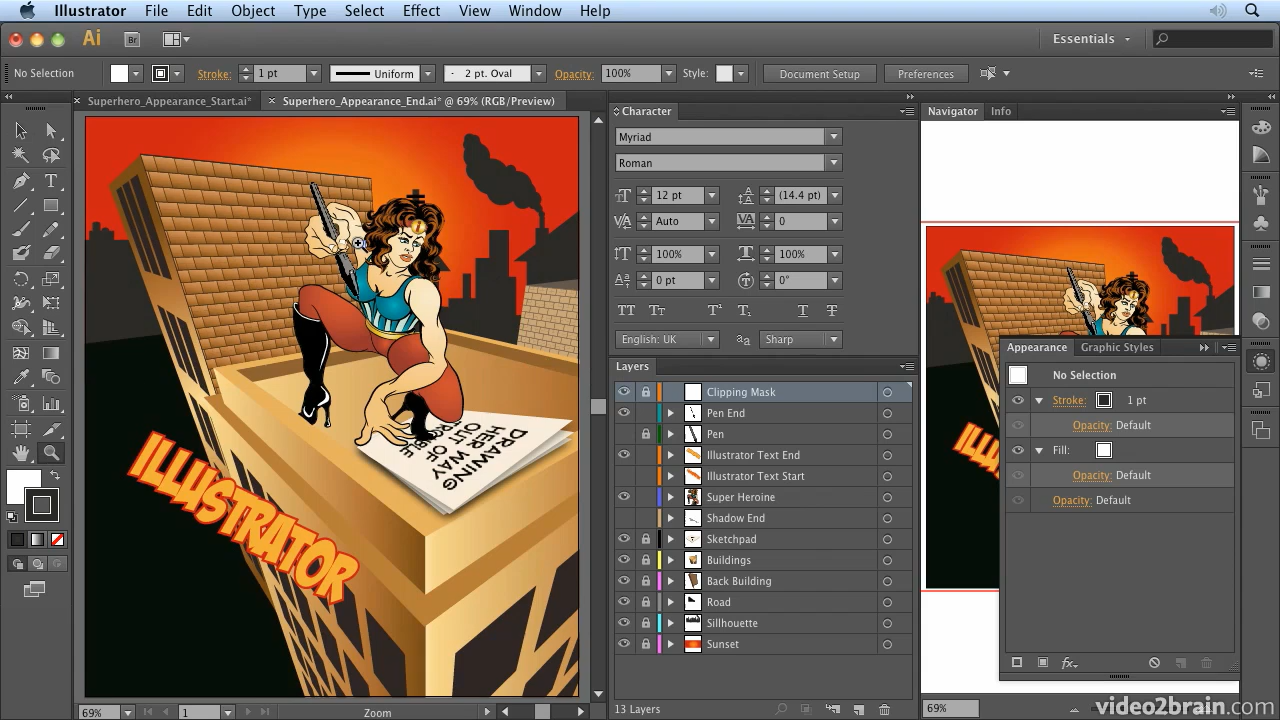 Illustrator File Edit Object Type Select Effect View Window Help
Ai Br Essentials
No Selection Stroke: 1 pt Uniform 2 pt. Oval Opacity: 100% Style: Document Setup Preferences
Superhero_Appearance_Start.ai* Superhero_Appearance_End.ai* @ 69% (RGB/Preview)
Character
Myriad
Roman
12 pt (14.4 pt)
Auto 0
100% 100%
0 pt 0°
English: UK Sharp
Layers
Clipping Mask
Pen End
Pen
Illustrator Text End
Illustrator Text Start
Super Heroine
Shadow End
Sketchpad
Buildings
Back Building
Road
Sillhouette
Sunset
13 Layers
Navigator Info
Appearance Graphic Styles
No Selection
Stroke: 1 pt
Opacity: Default
Fill:
Opacity: Default
Opacity: Default
DRAWING
HER WAY
OUT OF
ILLUSTRATOR
69% 1 Zoom
69%
video2brain.com